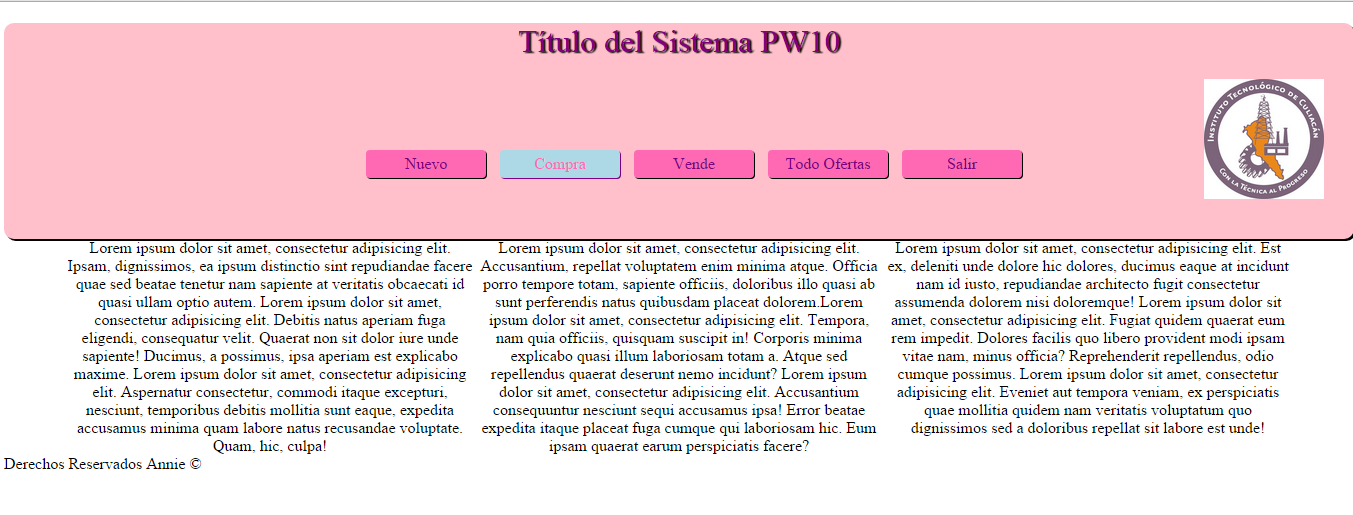 Título del Sistema PW10
INSTITUTO TECNOLÓGICO DE CULIACÁN
CON LA TÉCNICA AL PROGRESO
Nuevo
Compra
Vende
Todo Ofertas
Salir
Lorem ipsum dolor sit amet, consectetur adipisicing elit.
Ipsam, dignissimos, ea ipsum distinctio sint repudiandae facere
quae sed beatae tenetur nam sapiente at veritatis obcaecati id
quasi ullam optio autem. Lorem ipsum dolor sit amet,
consectetur adipisicing elit. Debitis natus aperiam fuga
eligendi, consequatur velit. Quaerat non sit dolor iure unde
sapiente! Ducimus, a possimus, ipsa aperiam est explicabo
maxime. Lorem ipsum dolor sit amet, consectetur adipisicing
elit. Aspernatur consectetur, commodi itaque excepturi,
nesciunt, temporibus debitis mollitia sunt eaque, expedita
accusamus minima quam labore natus recusandae voluptate.
Quam, hic, culpa!
Lorem ipsum dolor sit amet, consectetur adipisicing elit.
Accusantium, repellat voluptatem enim minima atque. Officia
porro tempore totam, sapiente officiis, doloribus illo quasi ab
sunt perferendis natus quibusdam placeat dolorem.Lorem
ipsum dolor sit amet, consectetur adipisicing elit. Tempora,
nam quia officiis, quisquam suscipit in! Corporis minima
explicabo quasi illum laboriosam totam a. Atque sed
repellendus quaerat deserunt nemo incidunt? Lorem ipsum
dolor sit amet, consectetur adipisicing elit. Accusantium
consequuntur nesciunt sequi accusamus ipsa! Error beatae
expedita itaque placeat fuga cumque qui laboriosam hic. Eum
ipsam quaerat earum perspiciatis facere?
Lorem ipsum dolor sit amet, consectetur adipisicing elit. Est
ex, deleniti unde dolore hic dolores, ducimus eaque at incidunt
nam id iusto, repudiandae architecto fugit consectetur
assumenda dolorem nisi doloremque! Lorem ipsum dolor sit
amet, consectetur adipisicing elit. Fugiat quidem quaerat eum
rem impedit. Dolores facilis quo libero provident modi ipsam
vitae nam, minus officia? Reprehenderit repellendus, odio
cumque possimus. Lorem ipsum dolor sit amet, consectetur
adipisicing elit. Eveniet aut tempora veniam, ex perspiciatis
quae mollitia quidem nam veritatis voluptatum quo
dignissimos sed a doloribus repellat sit labore est unde!
Derechos Reservados Annie ©